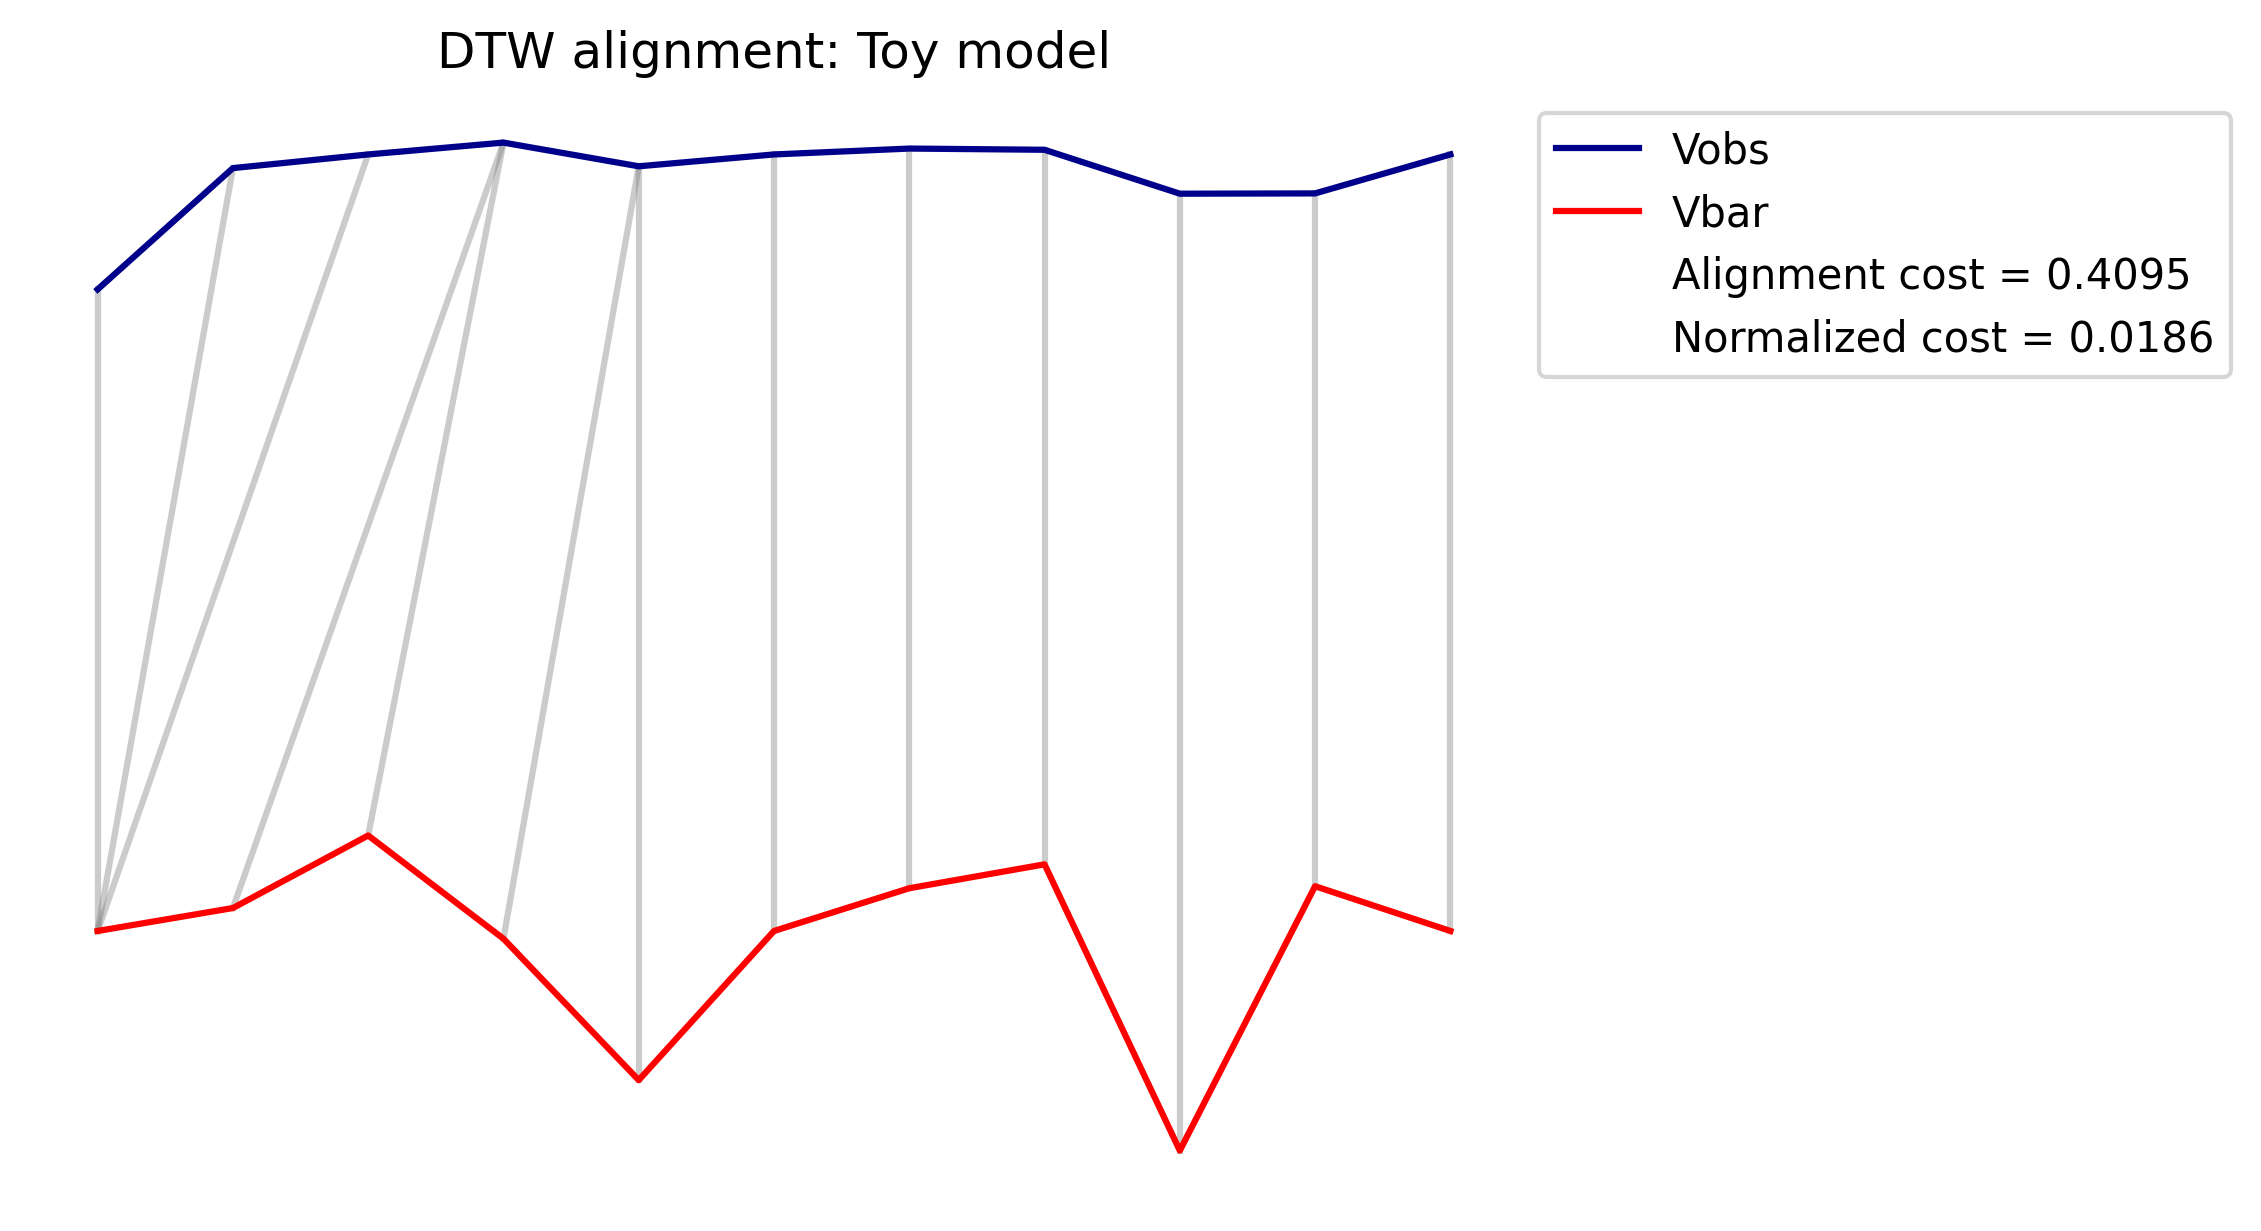 DTW alignment: Toy model
Vobs
Vbar
Alignment cost = 0.4095
Normalized cost = 0.0186